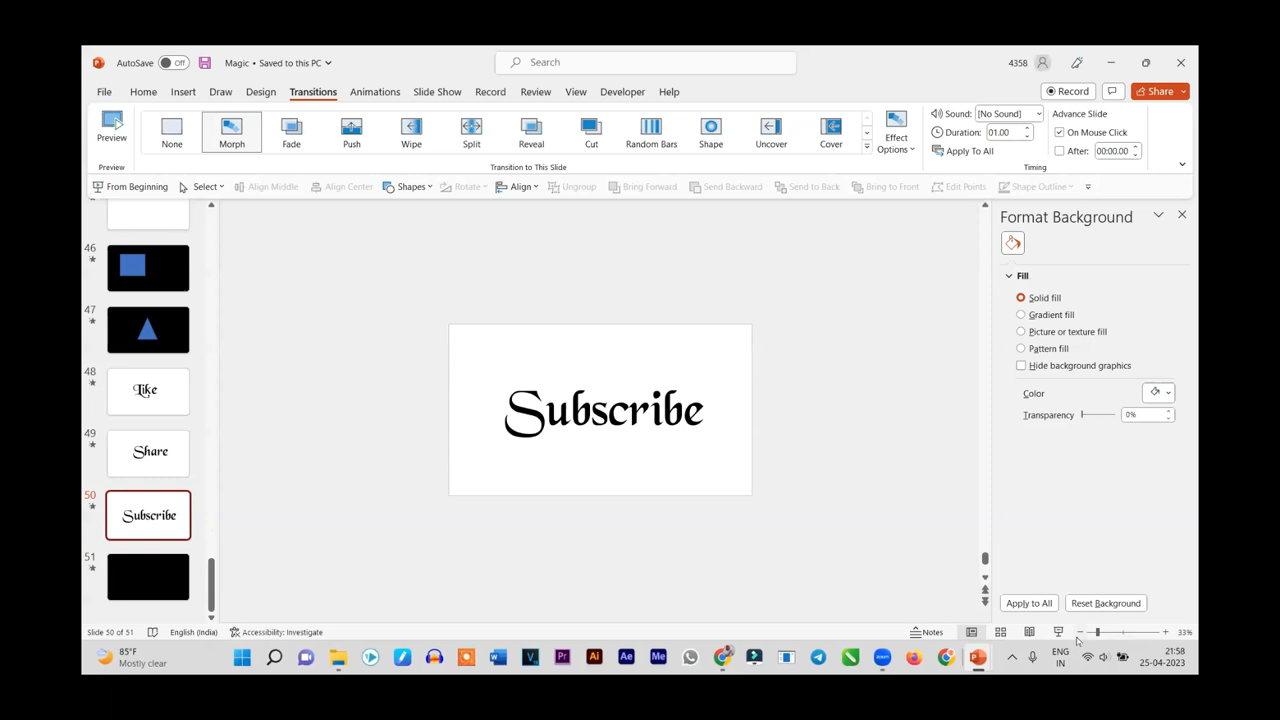 AutoSave Off Magic • Saved to this PC Search 4358
File Home Insert Draw Design Transitions Animations Slide Show Record Review View Developer Help Record Share
Preview None Morph Fade Push Wipe Split Reveal Cut Random Bars Shape Uncover Cover Effect Options
Sound: [No Sound] Advance Slide
Duration: 01.00 On Mouse Click
Apply To All After: 00:00.00
Preview Transition to This Slide Timing
From Beginning Select Align Middle Align Center Shapes Rotate Align Ungroup Bring Forward Send Backward Send to Back Bring to Front Edit Points Shape Outline
Format Background
Fill
Solid fill
Gradient fill
Picture or texture fill
Pattern fill
Hide background graphics
Color
Transparency 0%
46
47
48
Like
49
Share
50
Subscribe
51
Subscribe
Apply to All Reset Background
Slide 50 of 51 English (India) Accessibility: Investigate Notes 33%
85°F
Mostly clear
ENG
IN
21:58
25-04-2023